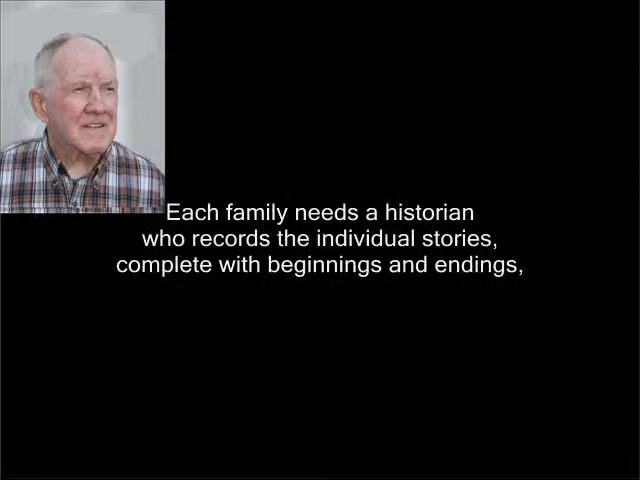 Each family needs a historian
who records the individual stories,
complete with beginnings and endings,